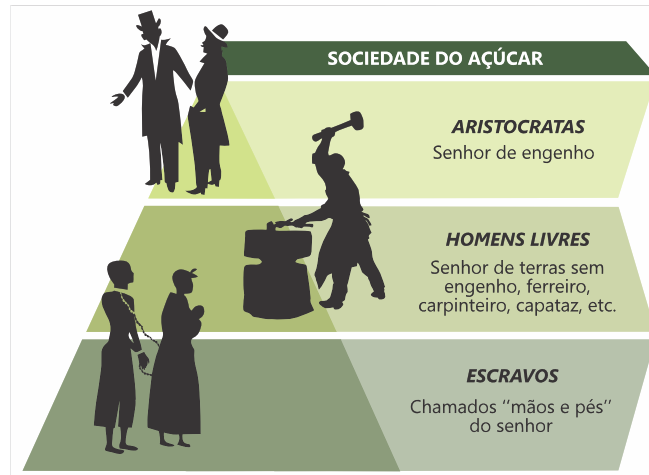 SOCIEDADE DO AÇÚCAR
ARISTOCRATAS
Senhor de engenho
HOMENS LIVRES
Senhor de terras sem
engenho, ferreiro,
carpinteiro, capataz, etc.
ESCRAVOS
Chamados "mãos e pés"
do senhor